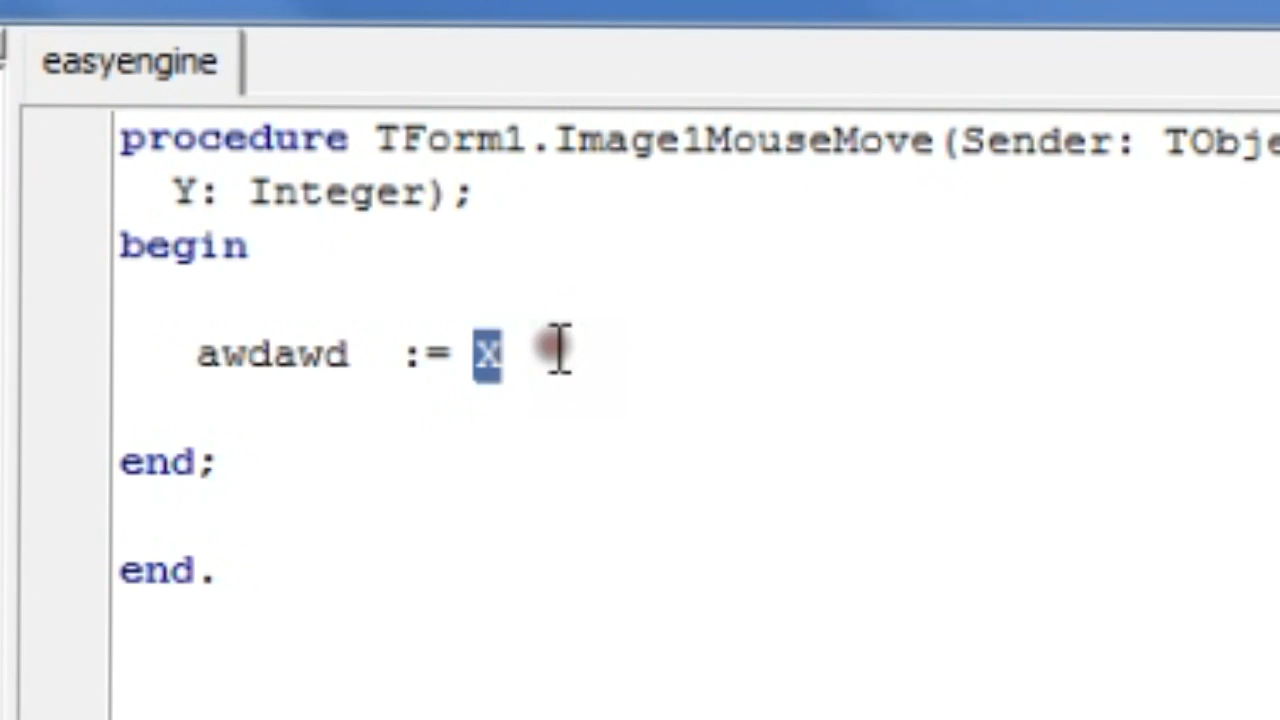 easyengine
procedure TForm1.Image1MouseMove(Sender: TObje
Y: Integer);
begin
awdawd := x
end;
end.